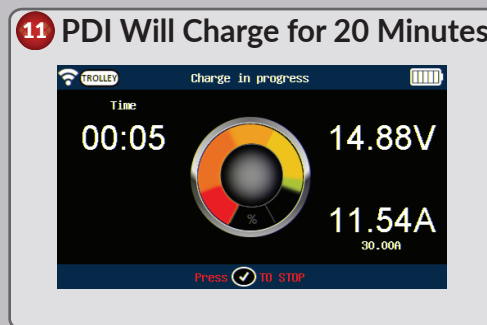 11 PDI Will Charge for 20 Minutes
TROLLEY Charge in progress
Time
00:05
14.88V
%
11.54A
30.00A
Press TO STOP